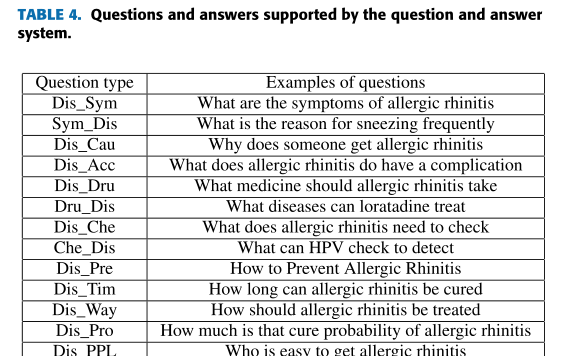 TABLE 4. Questions and answers supported by the question and answer
system.
Question type Examples of questions
Dis_Sym What are the symptoms of allergic rhinitis
Sym_Dis What is the reason for sneezing frequently
Dis_Cau Why does someone get allergic rhinitis
Dis_Acc What does allergic rhinitis do have a complication
Dis_Dru What medicine should allergic rhinitis take
Dru_Dis What diseases can loratadine treat
Dis_Che What does allergic rhinitis need to check
Che_Dis What can HPV check to detect
Dis_Pre How to Prevent Allergic Rhinitis
Dis_Tim How long can allergic rhinitis be cured
Dis_Way How should allergic rhinitis be treated
Dis_Pro How much is that cure probability of allergic rhinitis
Dis_PPL Who is easy to get allergic rhinitis